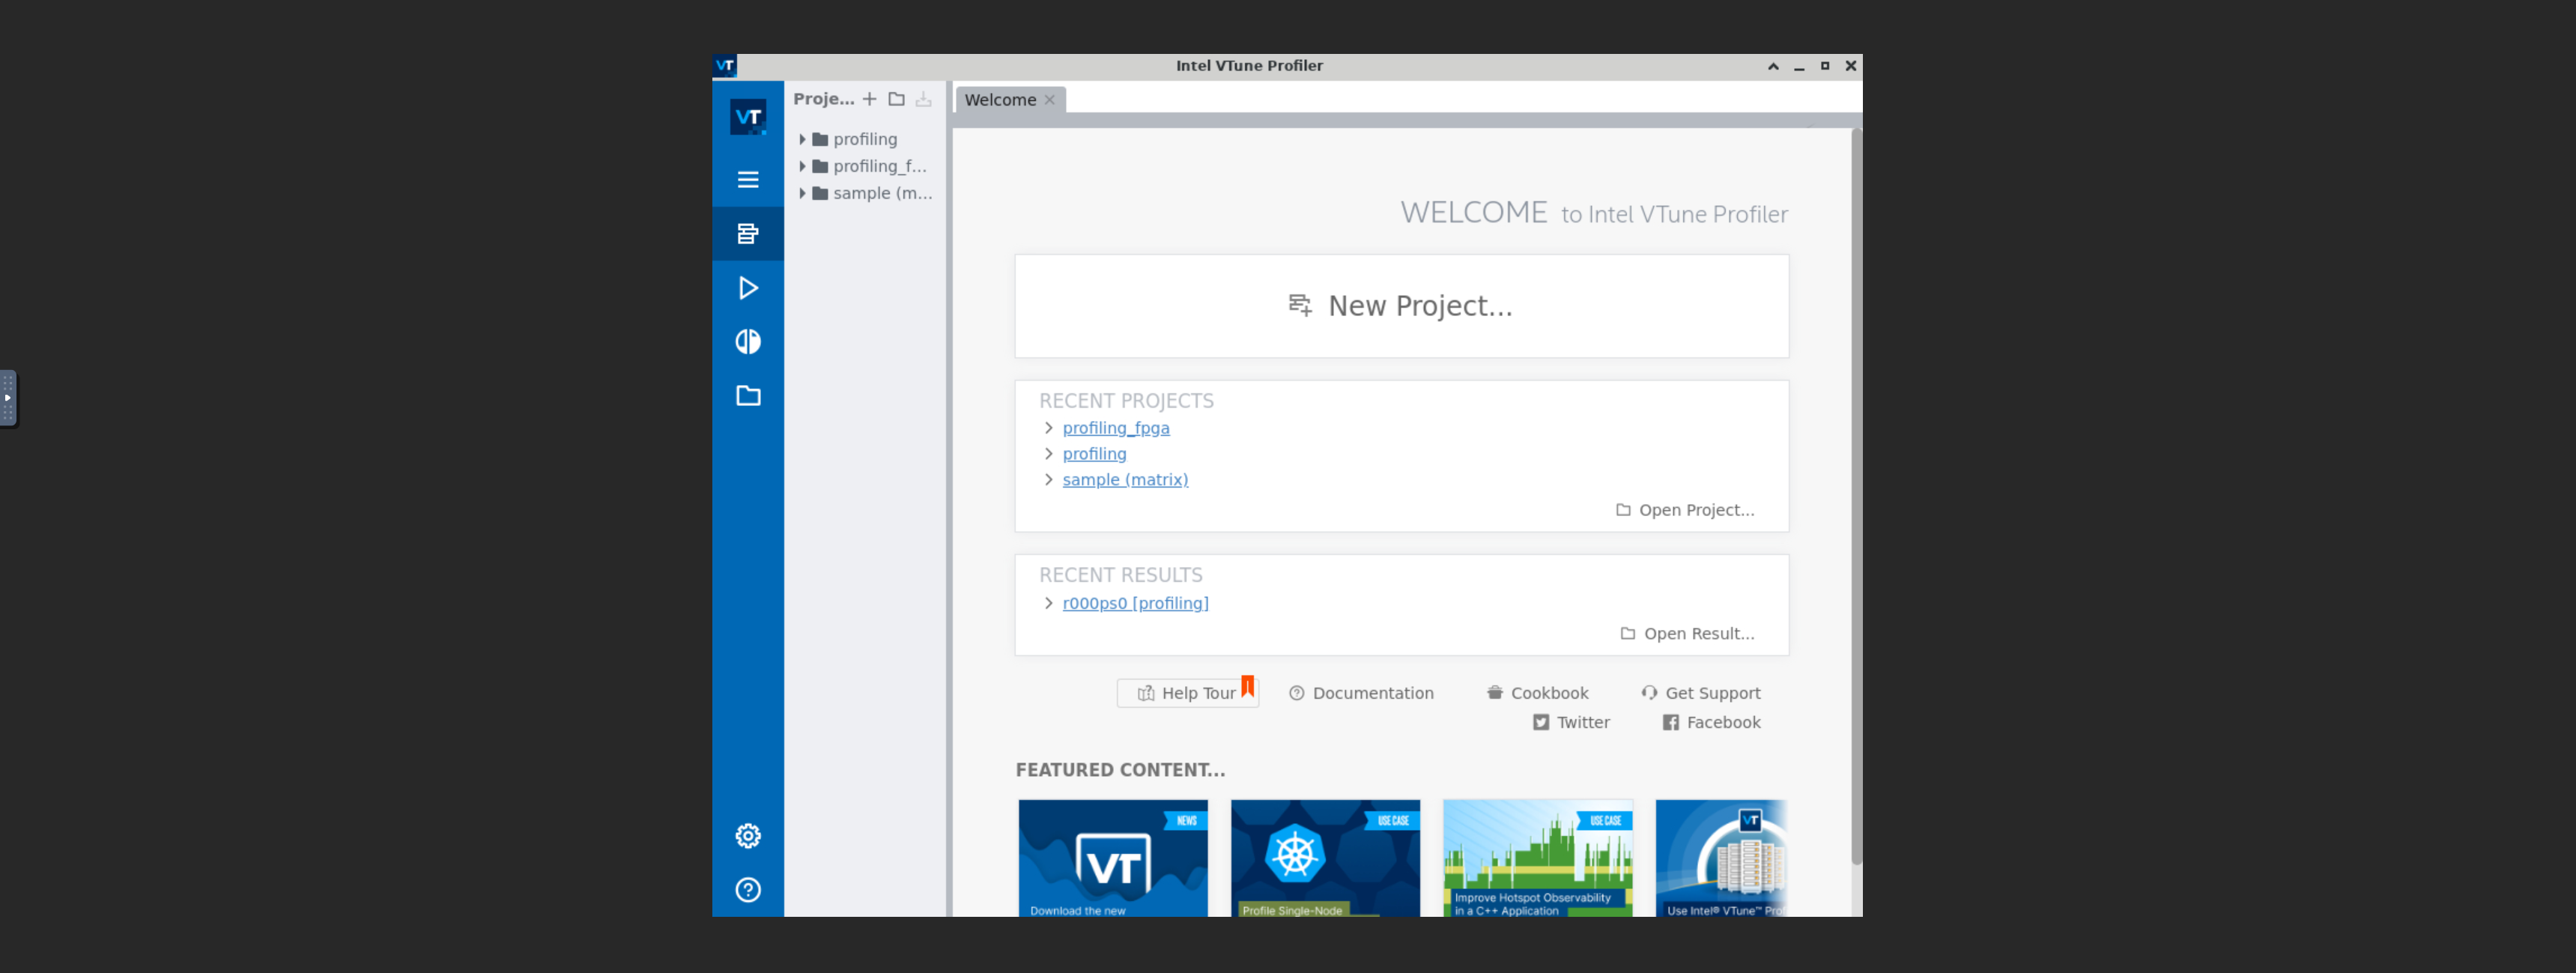 VT Intel VTune Profiler
VT
Proje...
profiling
profiling_f...
sample (m...
Welcome
WELCOME to Intel VTune Profiler
New Project...
RECENT PROJECTS
profiling_fpga
profiling
sample (matrix)
Open Project...
RECENT RESULTS
r000ps0 [profiling]
Open Result...
Help Tour Documentation Cookbook Get Support
Twitter Facebook
FEATURED CONTENT...
NEWS
VT
Download the new
USE CASE
Profile Single-Node
USE CASE
Improve Hotspot Observability
in a C++ Application
VT
Use Intel® VTune™ Prof